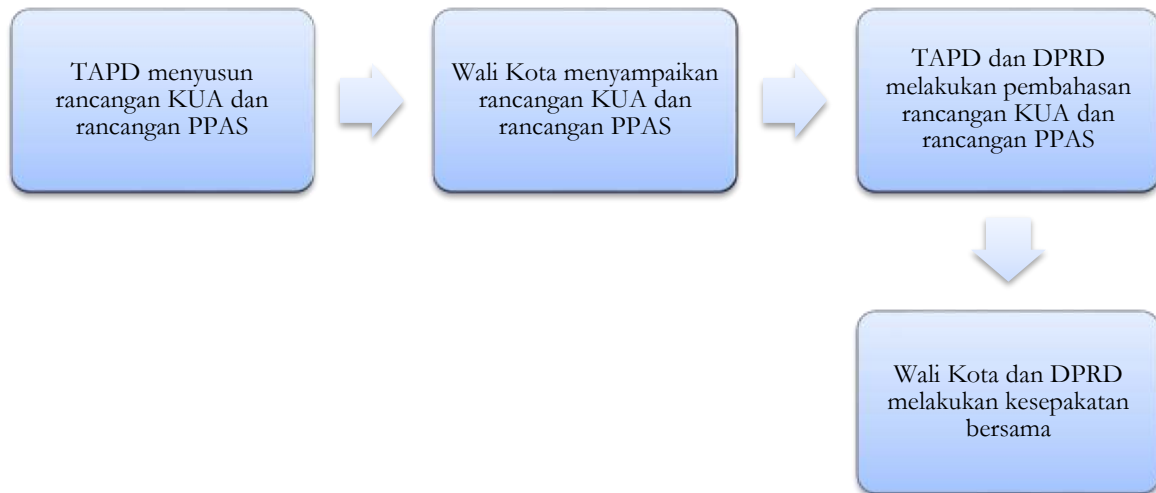 TAPD menyusun
rancangan KUA dan
rancangan PPAS
Wali Kota menyampaikan
rancangan KUA dan
rancangan PPAS
TAPD dan DPRD
melakukan pembahasan
rancangan KUA dan
rancangan PPAS
Wali Kota dan DPRD
melakukan kesepakatan
bersama